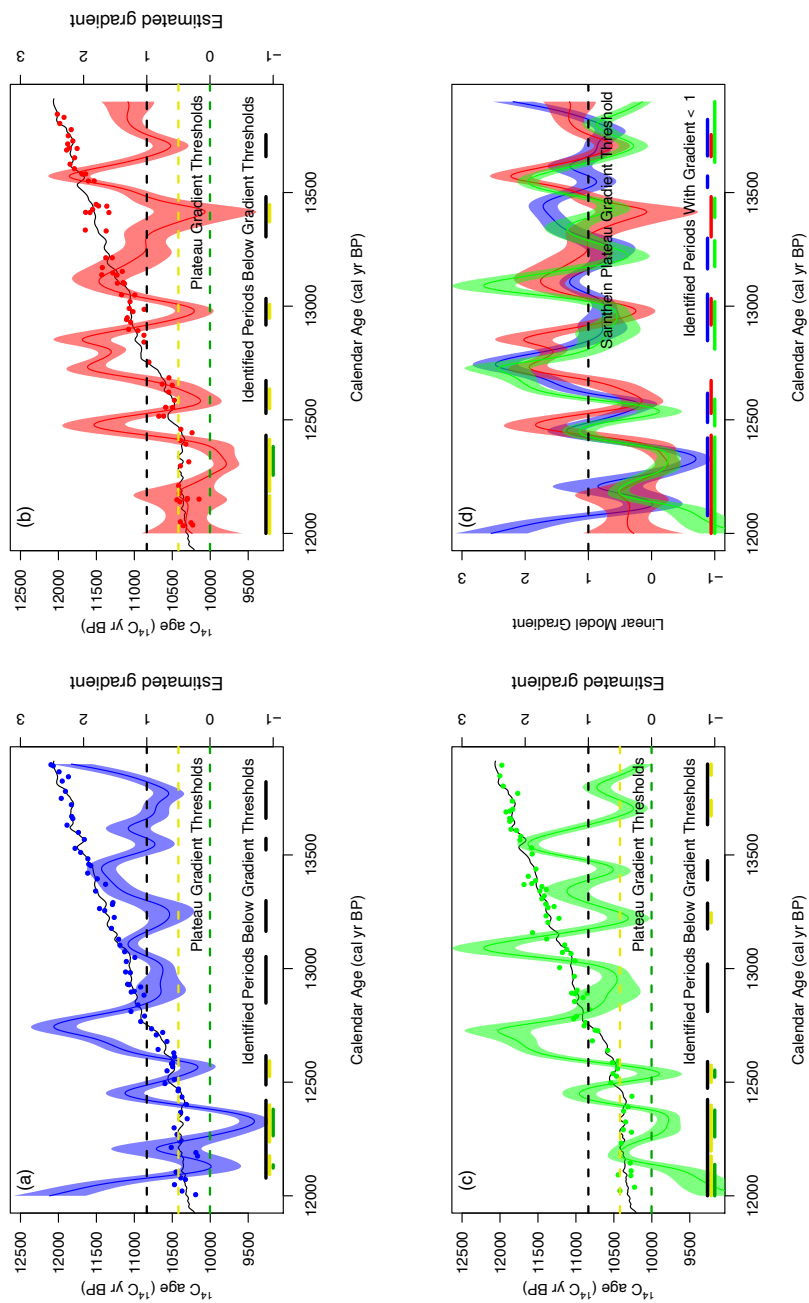 (a)
12500
12000
11500
11000
10500
10000
9500
¹⁴C age (¹⁴C yr BP)
3
2
1
0
−1
Estimated gradient
Plateau Gradient Thresholds
Identified Periods Below Gradient Thresholds
12000
12500
13000
13500
Calendar Age (cal yr BP)
(b)
12500
12000
11500
11000
10500
10000
9500
¹⁴C age (¹⁴C yr BP)
3
2
1
0
−1
Estimated gradient
Plateau Gradient Thresholds
Identified Periods Below Gradient Thresholds
12000
12500
13000
13500
Calendar Age (cal yr BP)
(c)
12500
12000
11500
11000
10500
10000
9500
¹⁴C age (¹⁴C yr BP)
3
2
1
0
−1
Estimated gradient
Plateau Gradient Thresholds
Identified Periods Below Gradient Thresholds
12000
12500
13000
13500
Calendar Age (cal yr BP)
(d)
3
2
1
0
−1
Linear Model Gradient
Sarnthein Plateau Gradient Threshold
Identified Periods With Gradient < 1
12000
12500
13000
13500
Calendar Age (cal yr BP)